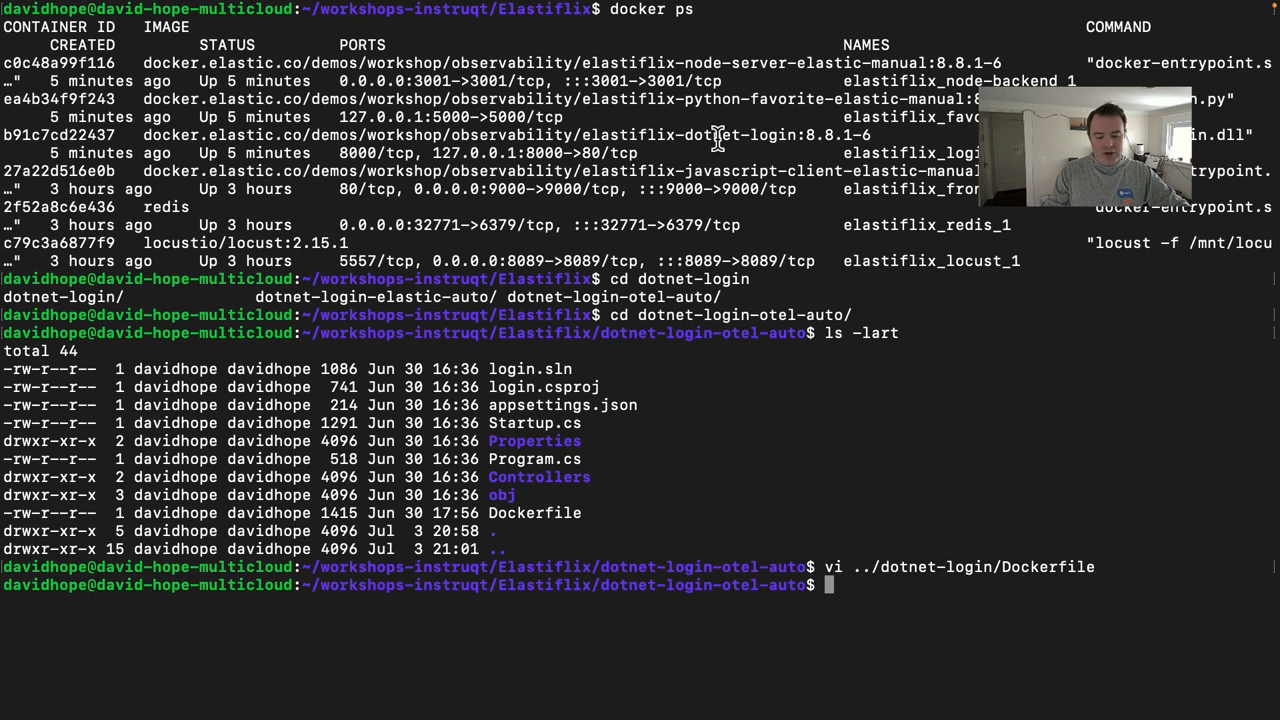 davidhope@david-hope-multicloud:~/workshops-instruqt/Elastiflix$ docker ps
CONTAINER ID   IMAGE   COMMAND
CREATED   STATUS   PORTS   NAMES
c0c48a99f116   docker.elastic.co/demos/workshop/observability/elastiflix-node-server-elastic-manual:8.8.1-6   "docker-entrypoint.s
…"   5 minutes ago   Up 5 minutes   0.0.0.0:3001->3001/tcp, :::3001->3001/tcp   elastiflix_node-backend_1
ea4b34f9f243   docker.elastic.co/demos/workshop/observability/elastiflix-python-favorite-elastic-manual:8 n.py"
5 minutes ago   Up 5 minutes   127.0.0.1:5000->5000/tcp   elastiflix_favo
b91c7cd22437   docker.elastic.co/demos/workshop/observability/elastiflix-dotnet-login:8.8.1-6   in.dll"
5 minutes ago   Up 5 minutes   8000/tcp, 127.0.0.1:8000->80/tcp   elastiflix_logi
27a22d516e0b   docker.elastic.co/demos/workshop/observability/elastiflix-javascript-client-elastic-manua ntrypoint.
…"   3 hours ago   Up 3 hours   80/tcp, 0.0.0.0:9000->9000/tcp, :::9000->9000/tcp   elastiflix_fron
2f52a8c6e436   redis   docker-entrypoint.s
…"   3 hours ago   Up 3 hours   0.0.0.0:32771->6379/tcp, :::32771->6379/tcp   elastiflix_redis_1
c79c3a6877f9   locustio/locust:2.15.1   "locust -f /mnt/locu
…"   3 hours ago   Up 3 hours   5557/tcp, 0.0.0.0:8089->8089/tcp, :::8089->8089/tcp   elastiflix_locust_1
davidhope@david-hope-multicloud:~/workshops-instruqt/Elastiflix$ cd dotnet-login
dotnet-login/   dotnet-login-elastic-auto/ dotnet-login-otel-auto/
davidhope@david-hope-multicloud:~/workshops-instruqt/Elastiflix$ cd dotnet-login-otel-auto/
davidhope@david-hope-multicloud:~/workshops-instruqt/Elastiflix/dotnet-login-otel-auto$ ls -lart
total 44
-rw-r--r--  1 davidhope davidhope 1086 Jun 30 16:36 login.sln
-rw-r--r--  1 davidhope davidhope  741 Jun 30 16:36 login.csproj
-rw-r--r--  1 davidhope davidhope  214 Jun 30 16:36 appsettings.json
-rw-r--r--  1 davidhope davidhope 1291 Jun 30 16:36 Startup.cs
drwxr-xr-x  2 davidhope davidhope 4096 Jun 30 16:36 Properties
-rw-r--r--  1 davidhope davidhope  518 Jun 30 16:36 Program.cs
drwxr-xr-x  2 davidhope davidhope 4096 Jun 30 16:36 Controllers
drwxr-xr-x  3 davidhope davidhope 4096 Jun 30 16:36 obj
-rw-r--r--  1 davidhope davidhope 1415 Jun 30 17:56 Dockerfile
drwxr-xr-x  5 davidhope davidhope 4096 Jul  3 20:58 .
drwxr-xr-x 15 davidhope davidhope 4096 Jul  3 21:01 ..
davidhope@david-hope-multicloud:~/workshops-instruqt/Elastiflix/dotnet-login-otel-auto$ vi ../dotnet-login/Dockerfile
davidhope@david-hope-multicloud:~/workshops-instruqt/Elastiflix/dotnet-login-otel-auto$